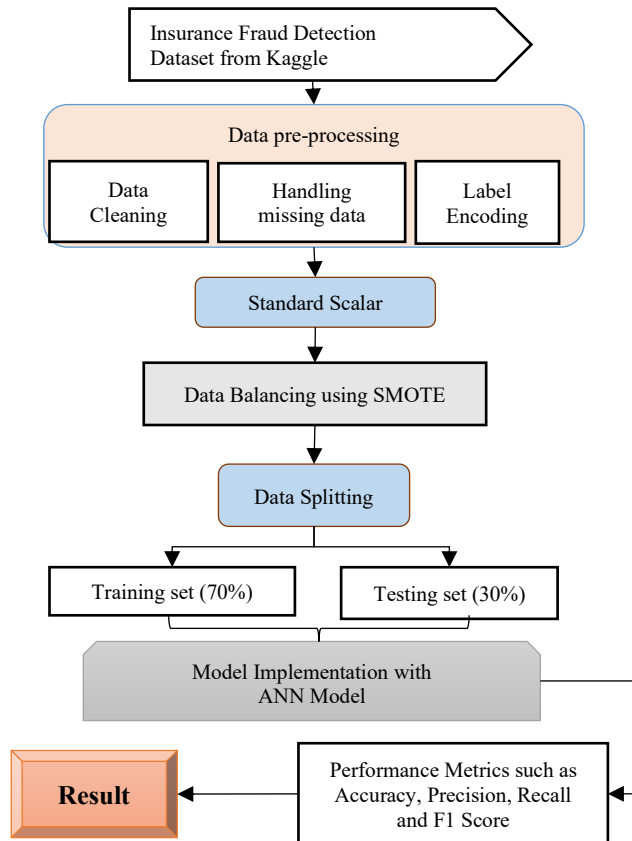 Insurance Fraud Detection
Dataset from Kaggle
Data pre-processing
Data
Cleaning
Handling
missing data
Label
Encoding
Standard Scalar
Data Balancing using SMOTE
Data Splitting
Training set (70%)
Testing set (30%)
Model Implementation with
ANN Model
Performance Metrics such as
Accuracy, Precision, Recall
and F1 Score
Result